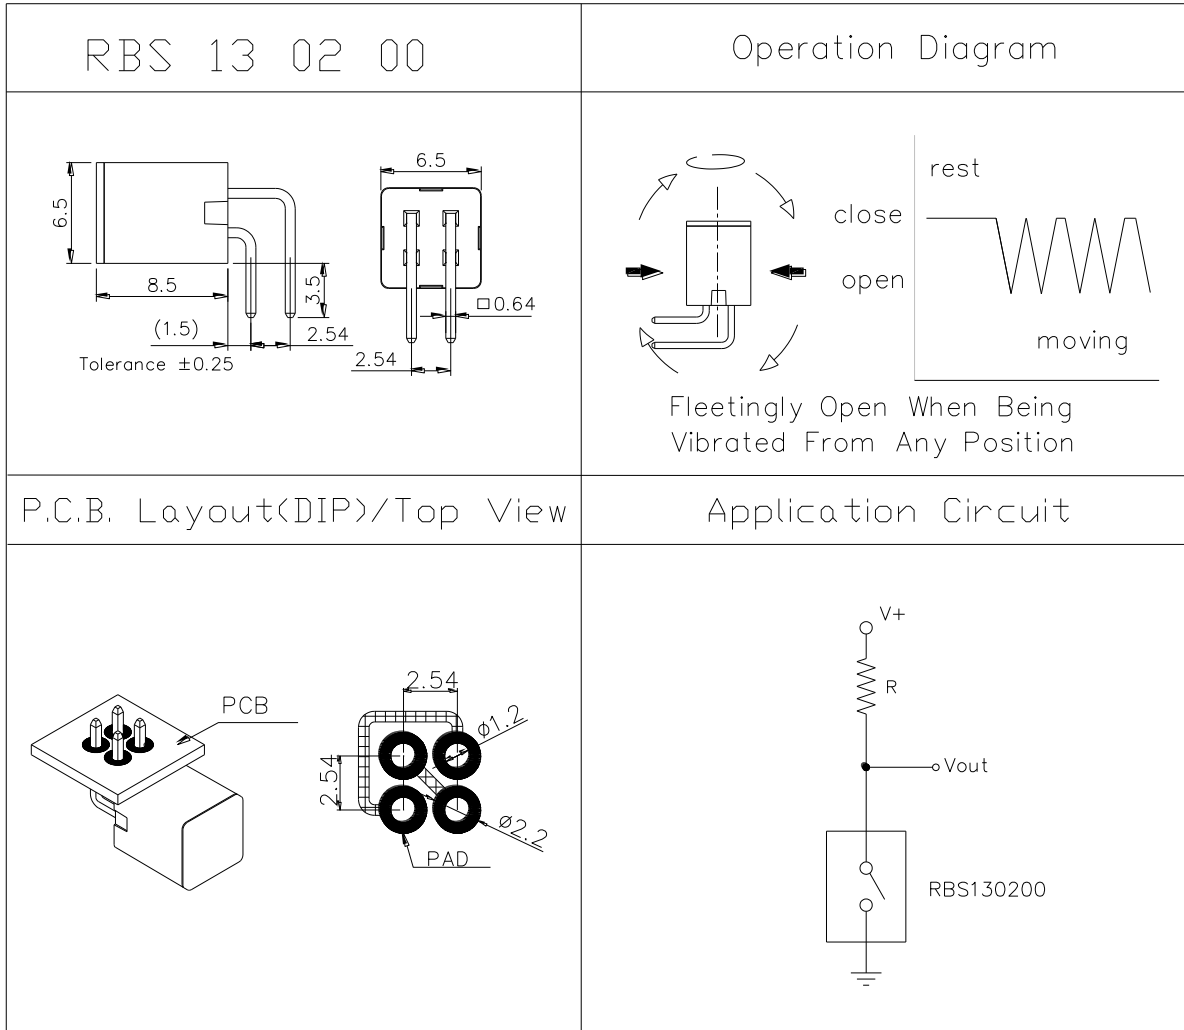 RBS 13 02 00
Operation Diagram
6.5
6.5
8.5
3.5
(1.5)
2.54
Tolerance ±0.25
□0.64
2.54
rest
close
open
moving
Fleetingly Open When Being
Vibrated From Any Position
P.C.B. Layout(DIP)/Top View
Application Circuit
PCB
2.54
ø1.2
2.54
ø2.2
PAD
V+
R
Vout
RBS130200